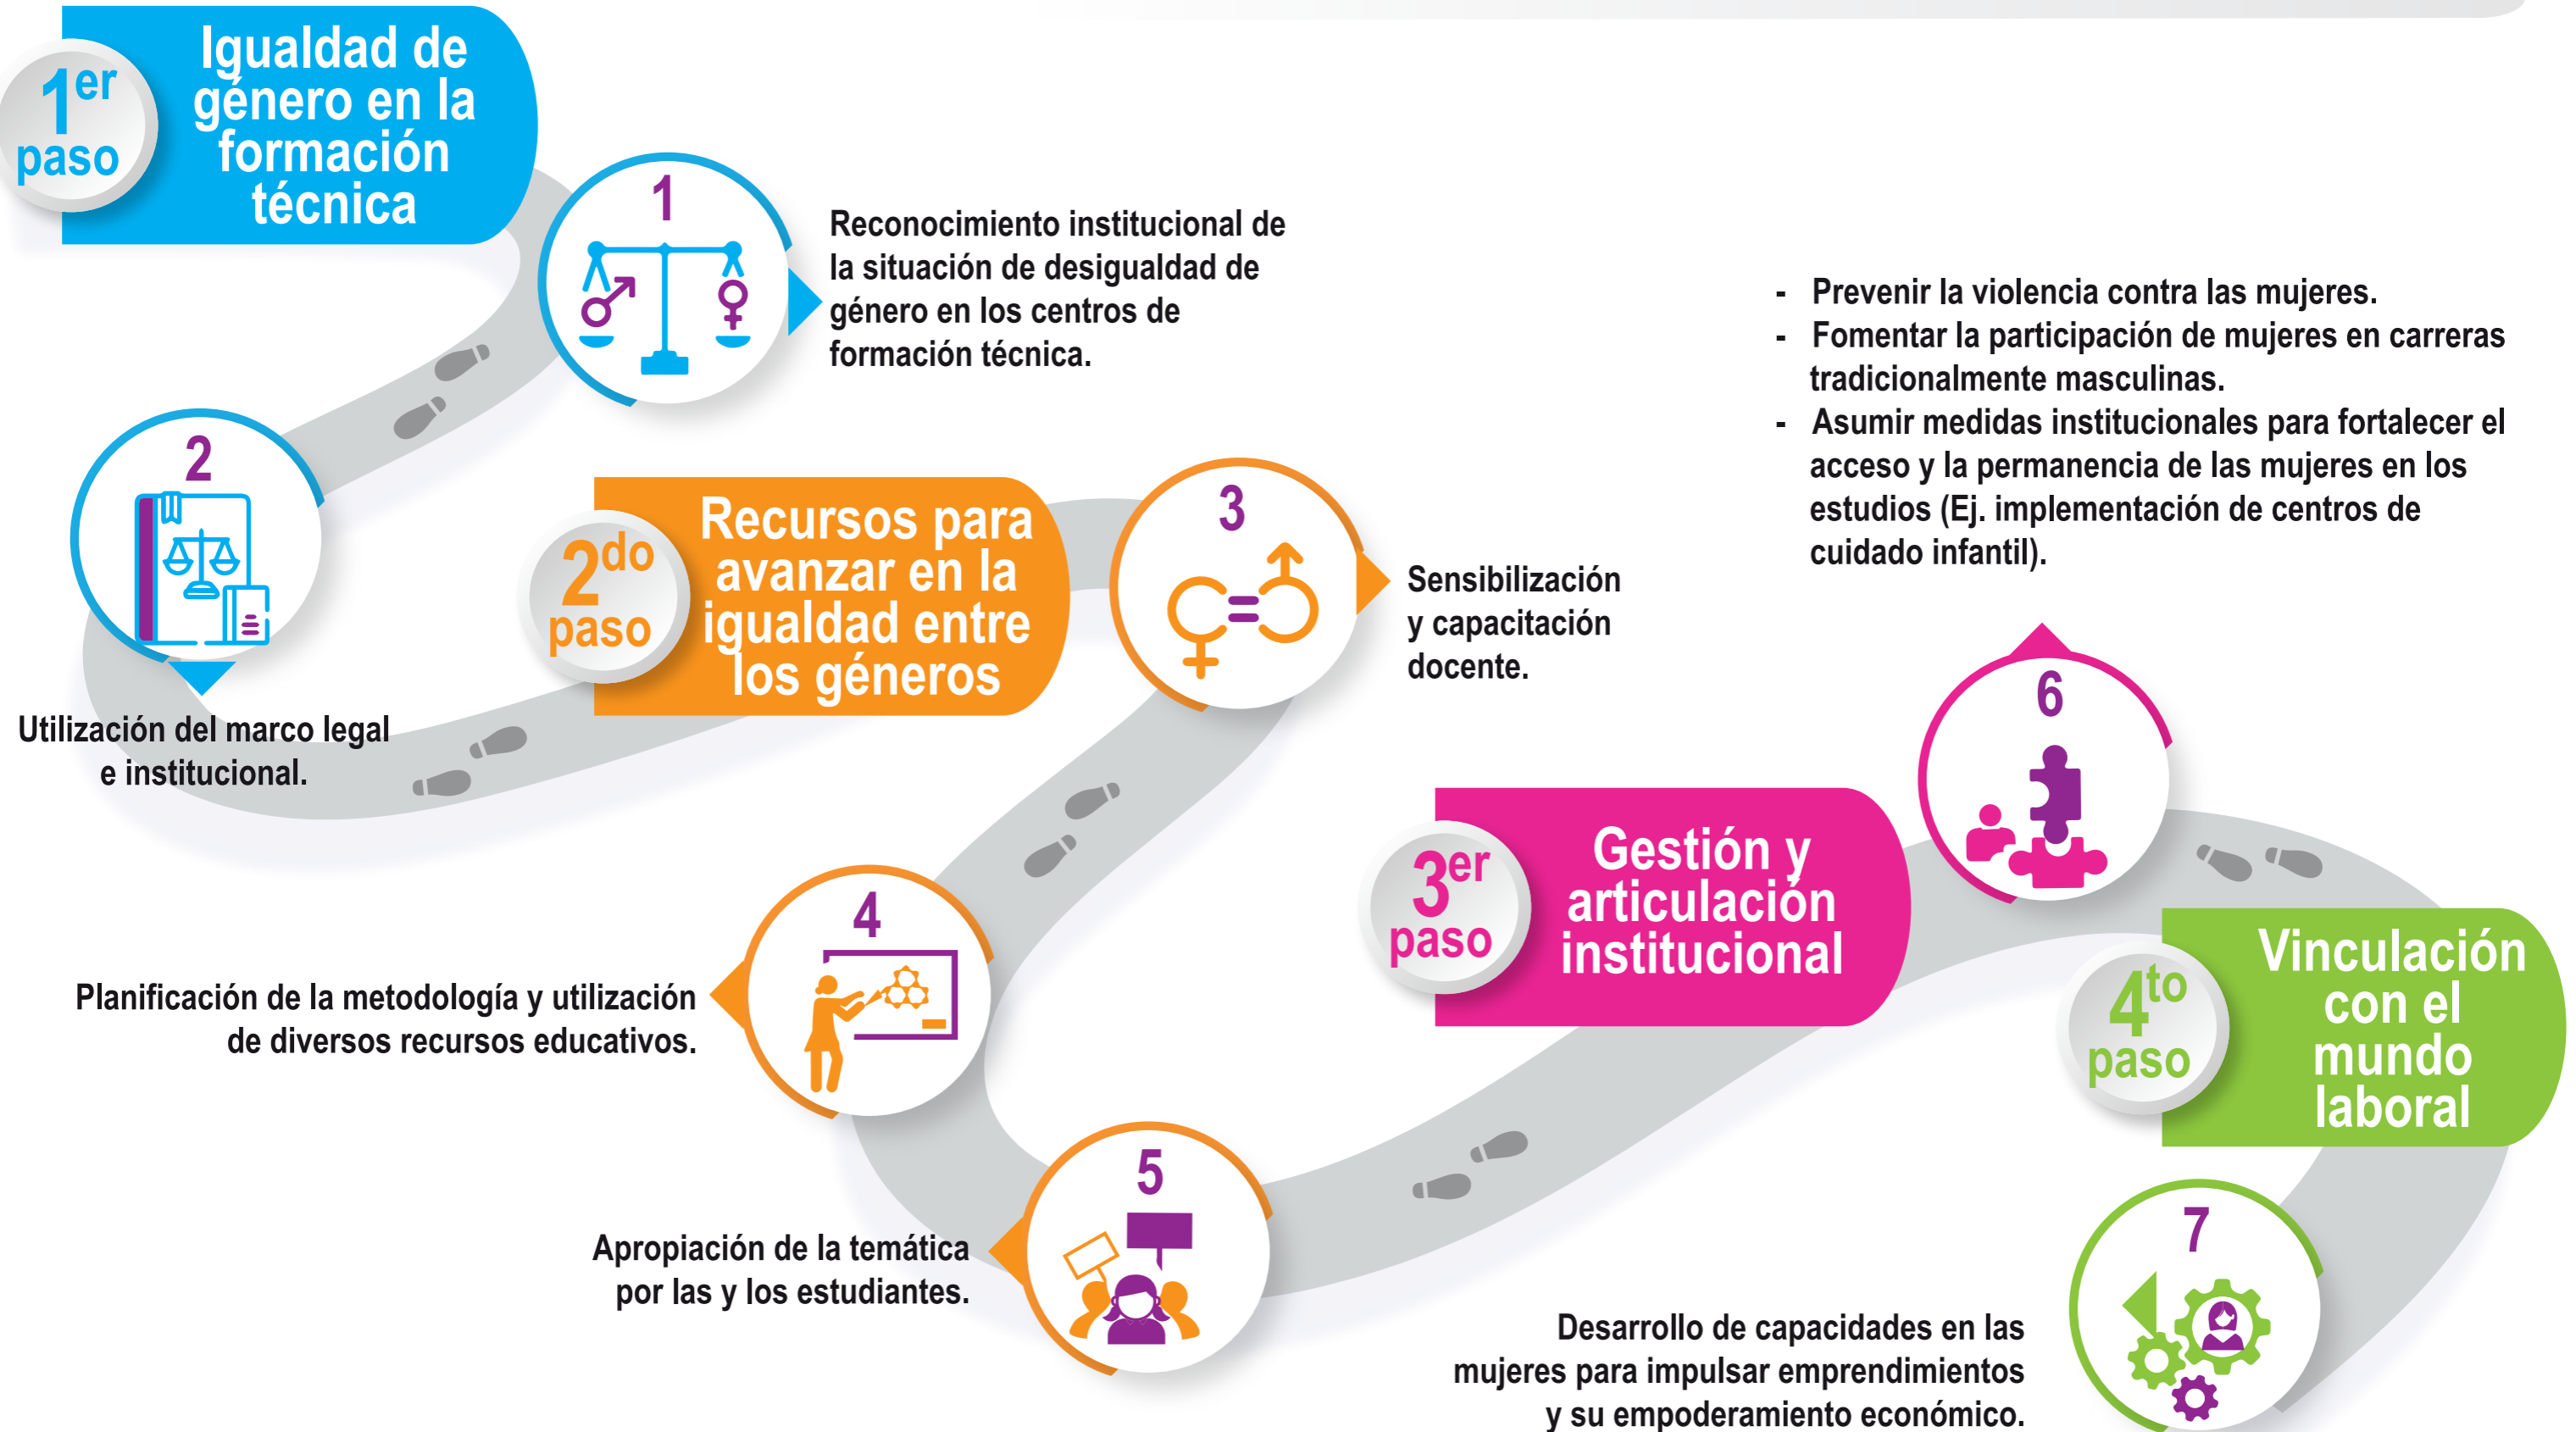 1er
paso
Igualdad de
género en la
formación
técnica
1
Reconocimiento institucional de
la situación de desigualdad de
género en los centros de
formación técnica.
2
Utilización del marco legal
e institucional.
2do
paso
Recursos para
avanzar en la
igualdad entre
los géneros
3
Sensibilización
y capacitación
docente.
4
Planificación de la metodología y utilización
de diversos recursos educativos.
5
Apropiación de la temática
por las y los estudiantes.
3er
paso
Gestión y
articulación
institucional
6
- Prevenir la violencia contra las mujeres.
- Fomentar la participación de mujeres en carreras
tradicionalmente masculinas.
- Asumir medidas institucionales para fortalecer el
acceso y la permanencia de las mujeres en los
estudios (Ej. implementación de centros de
cuidado infantil).
4to
paso
Vinculación
con el
mundo
laboral
7
Desarrollo de capacidades en las
mujeres para impulsar emprendimientos
y su empoderamiento económico.